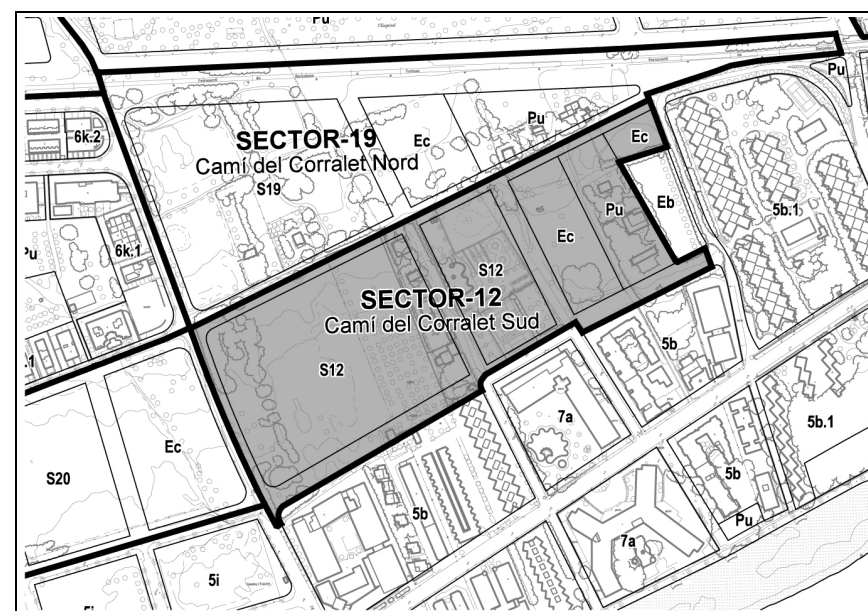 Pu
Pu
6k.2
SECTOR-19
Camí del Corralet Nord
S19
Ec
Pu
Ec
Pu
Eb
5b.1
6k.1
Ec
S12
SECTOR-12
Camí del Corralet Sud
S12
5b
7a
5b.1
Ec
S20
5b
5b
Pu
7a
5i